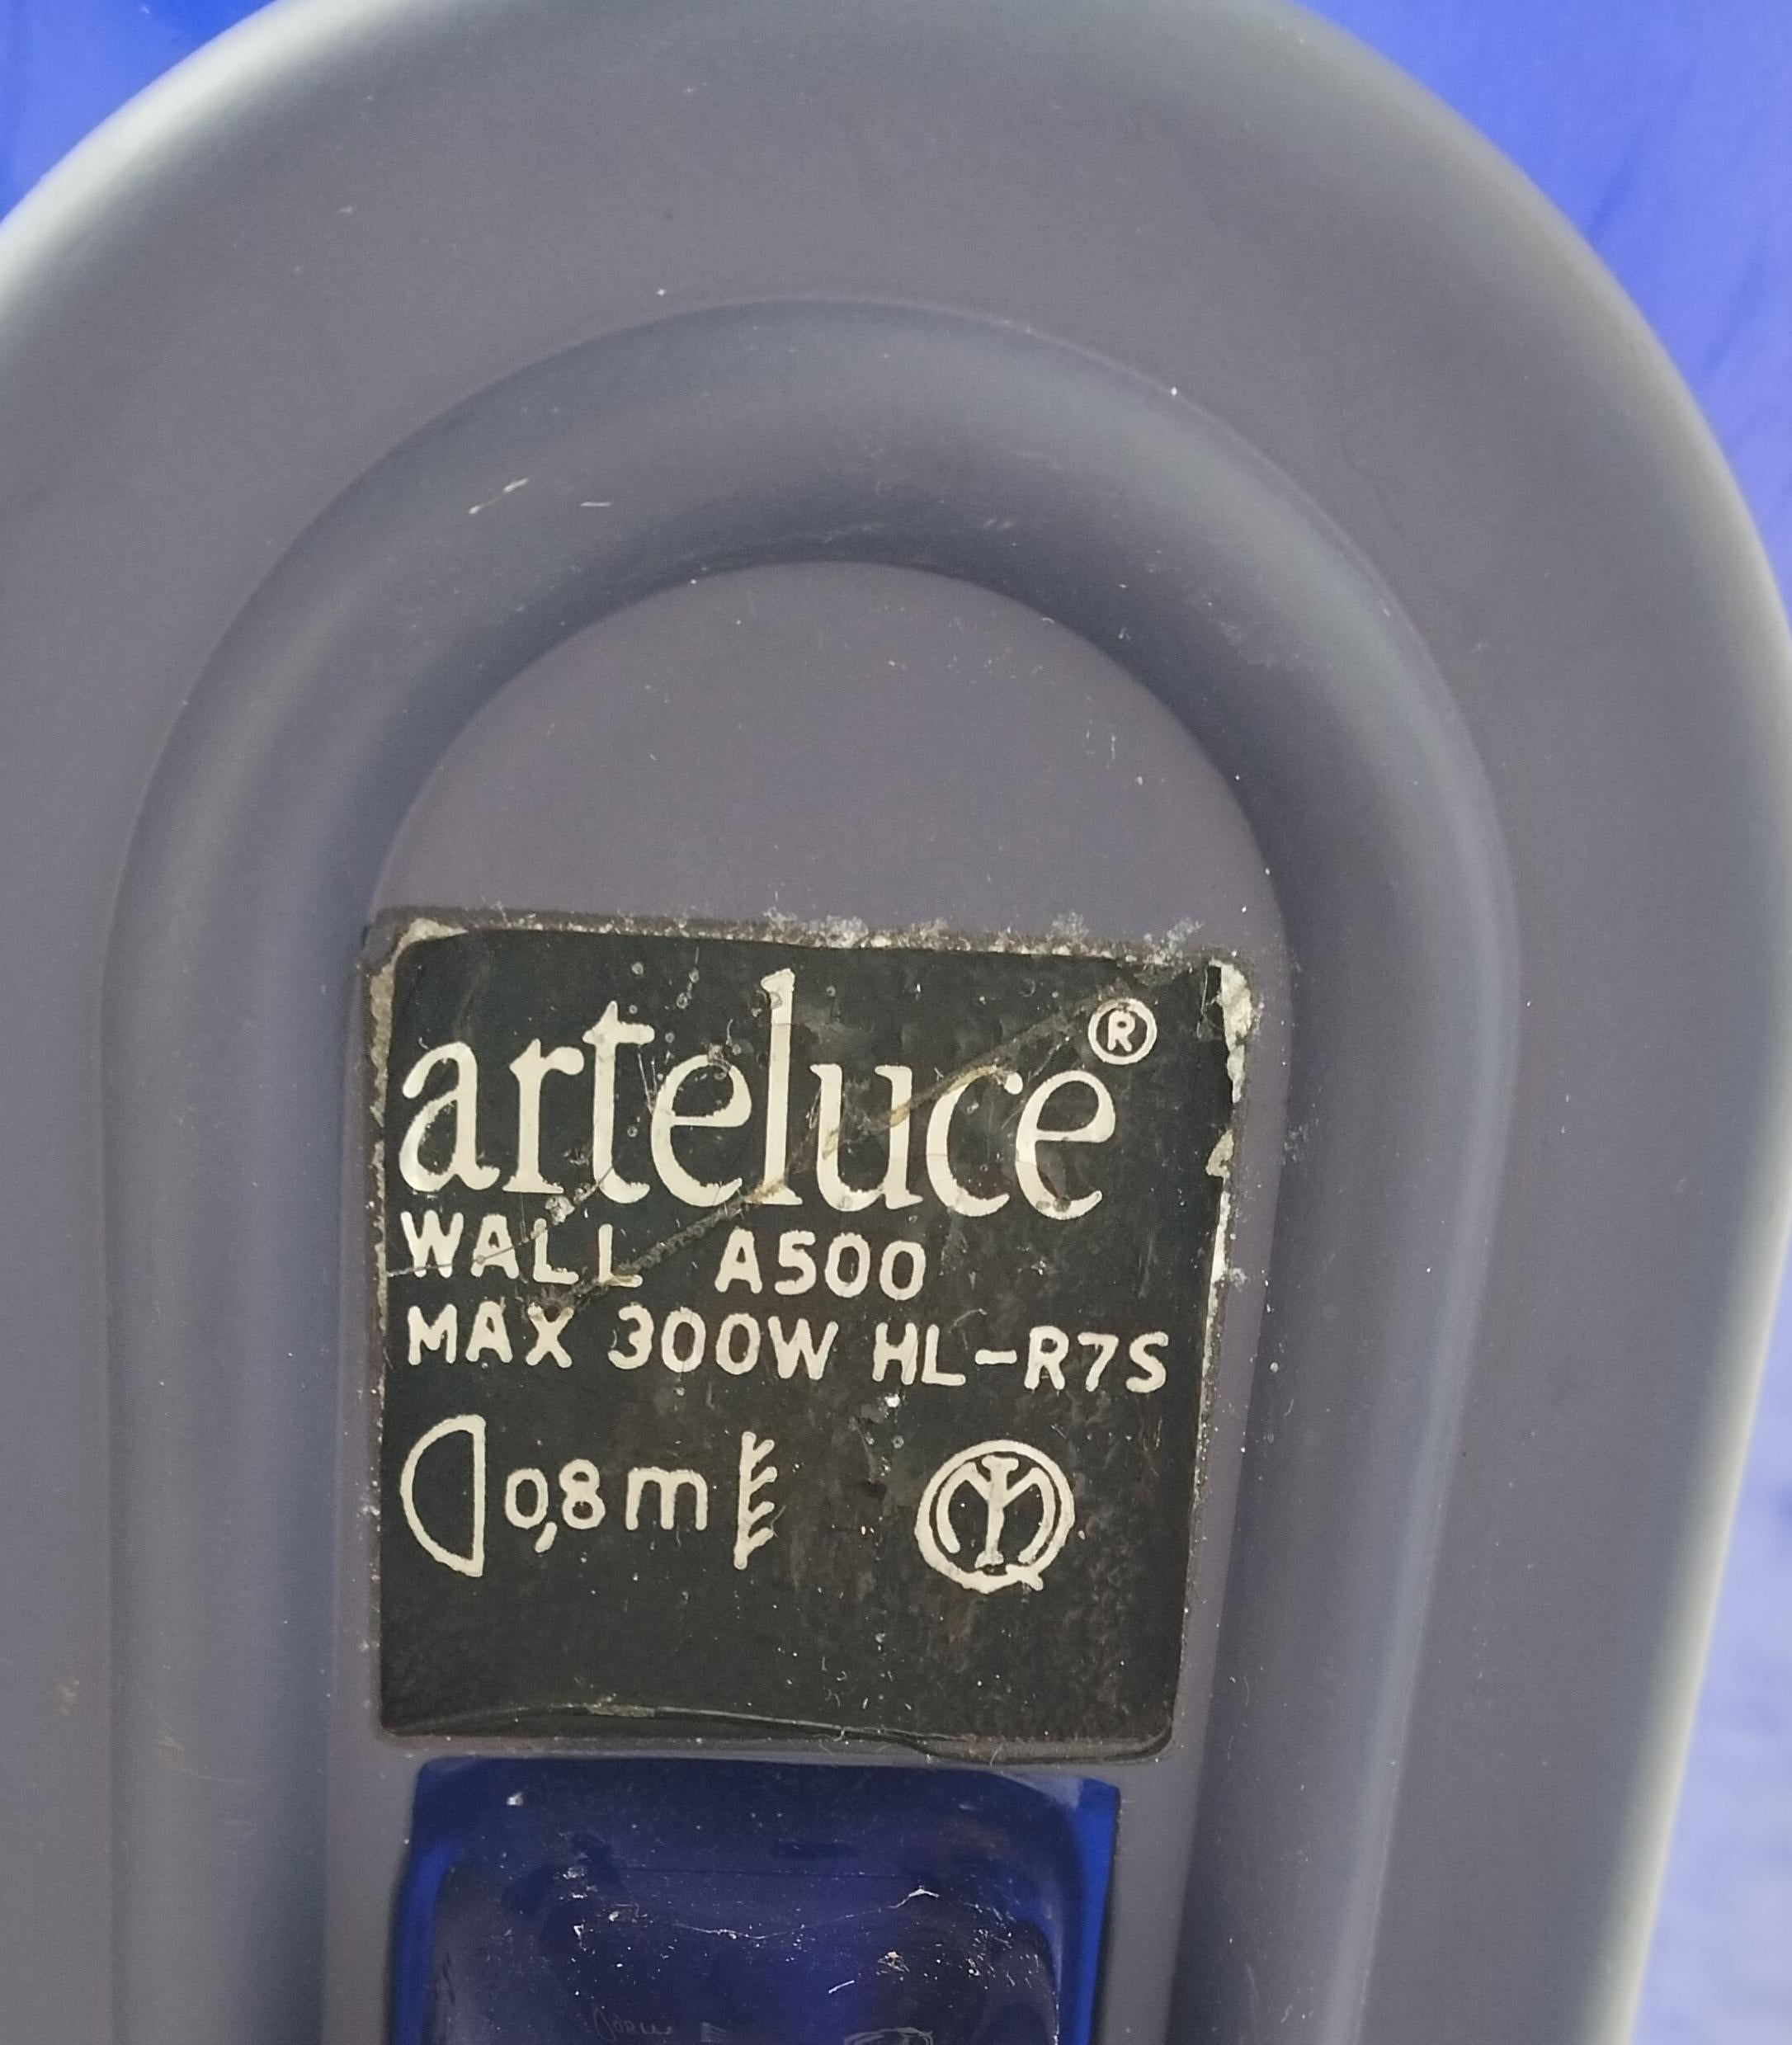 arteluce®
WALL A500
MAX 300W HL-R7S
0,8m